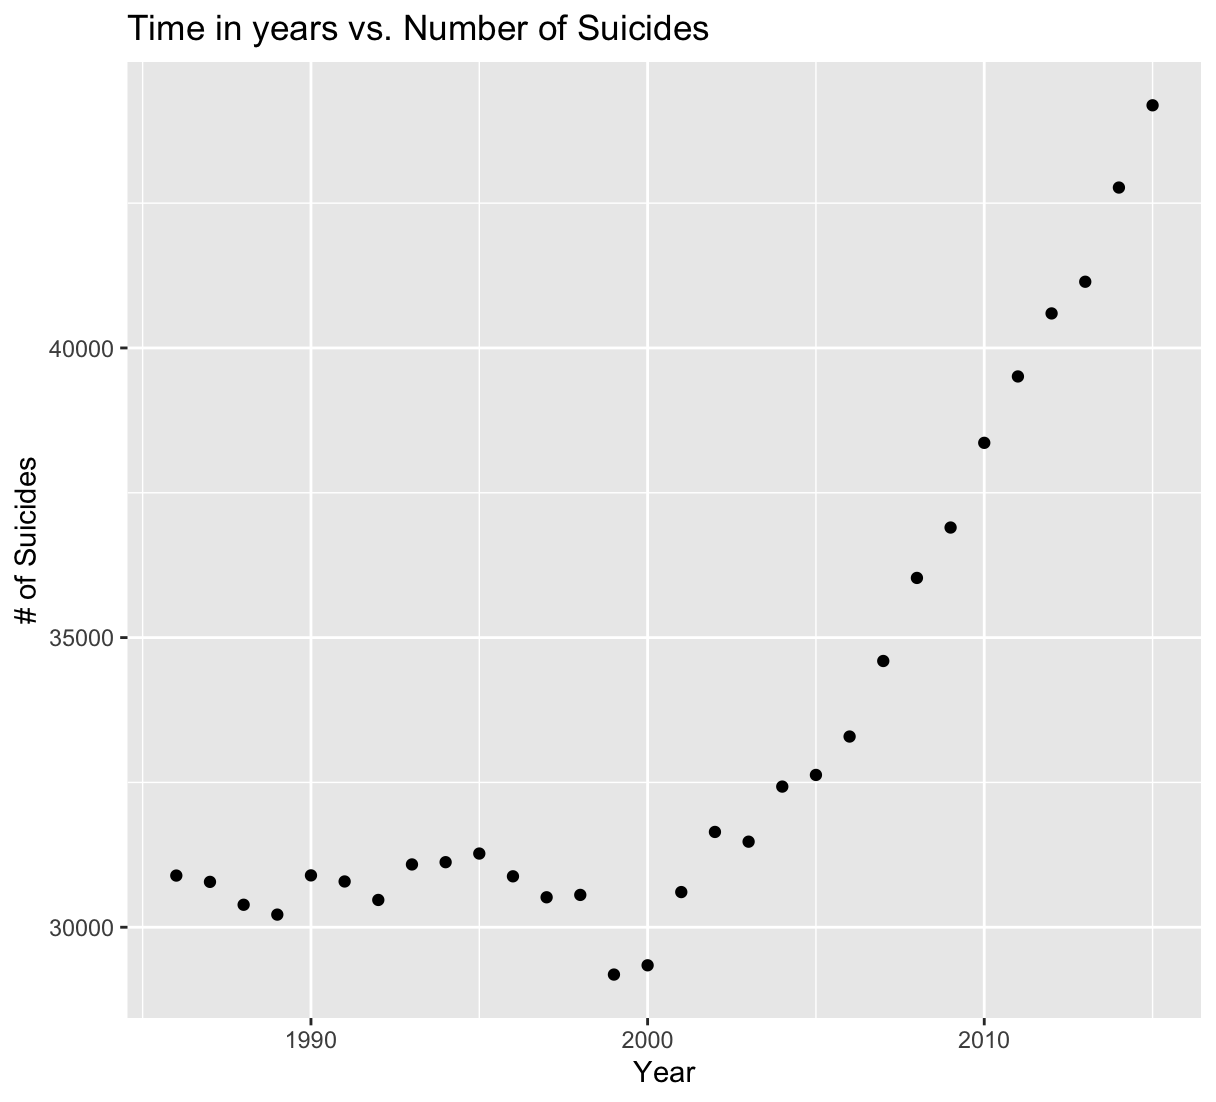 Time in years vs. Number of Suicides
# of Suicides
40000
35000
30000
1990
2000
2010
Year